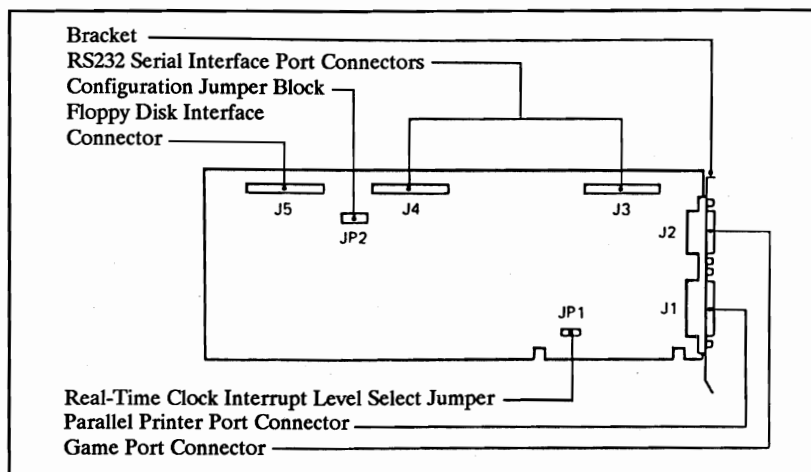 Bracket
RS232 Serial Interface Port Connectors
Configuration Jumper Block
Floppy Disk Interface
Connector
J5
J4
J3
JP2
J2
JP1
J1
Real-Time Clock Interrupt Level Select Jumper
Parallel Printer Port Connector
Game Port Connector